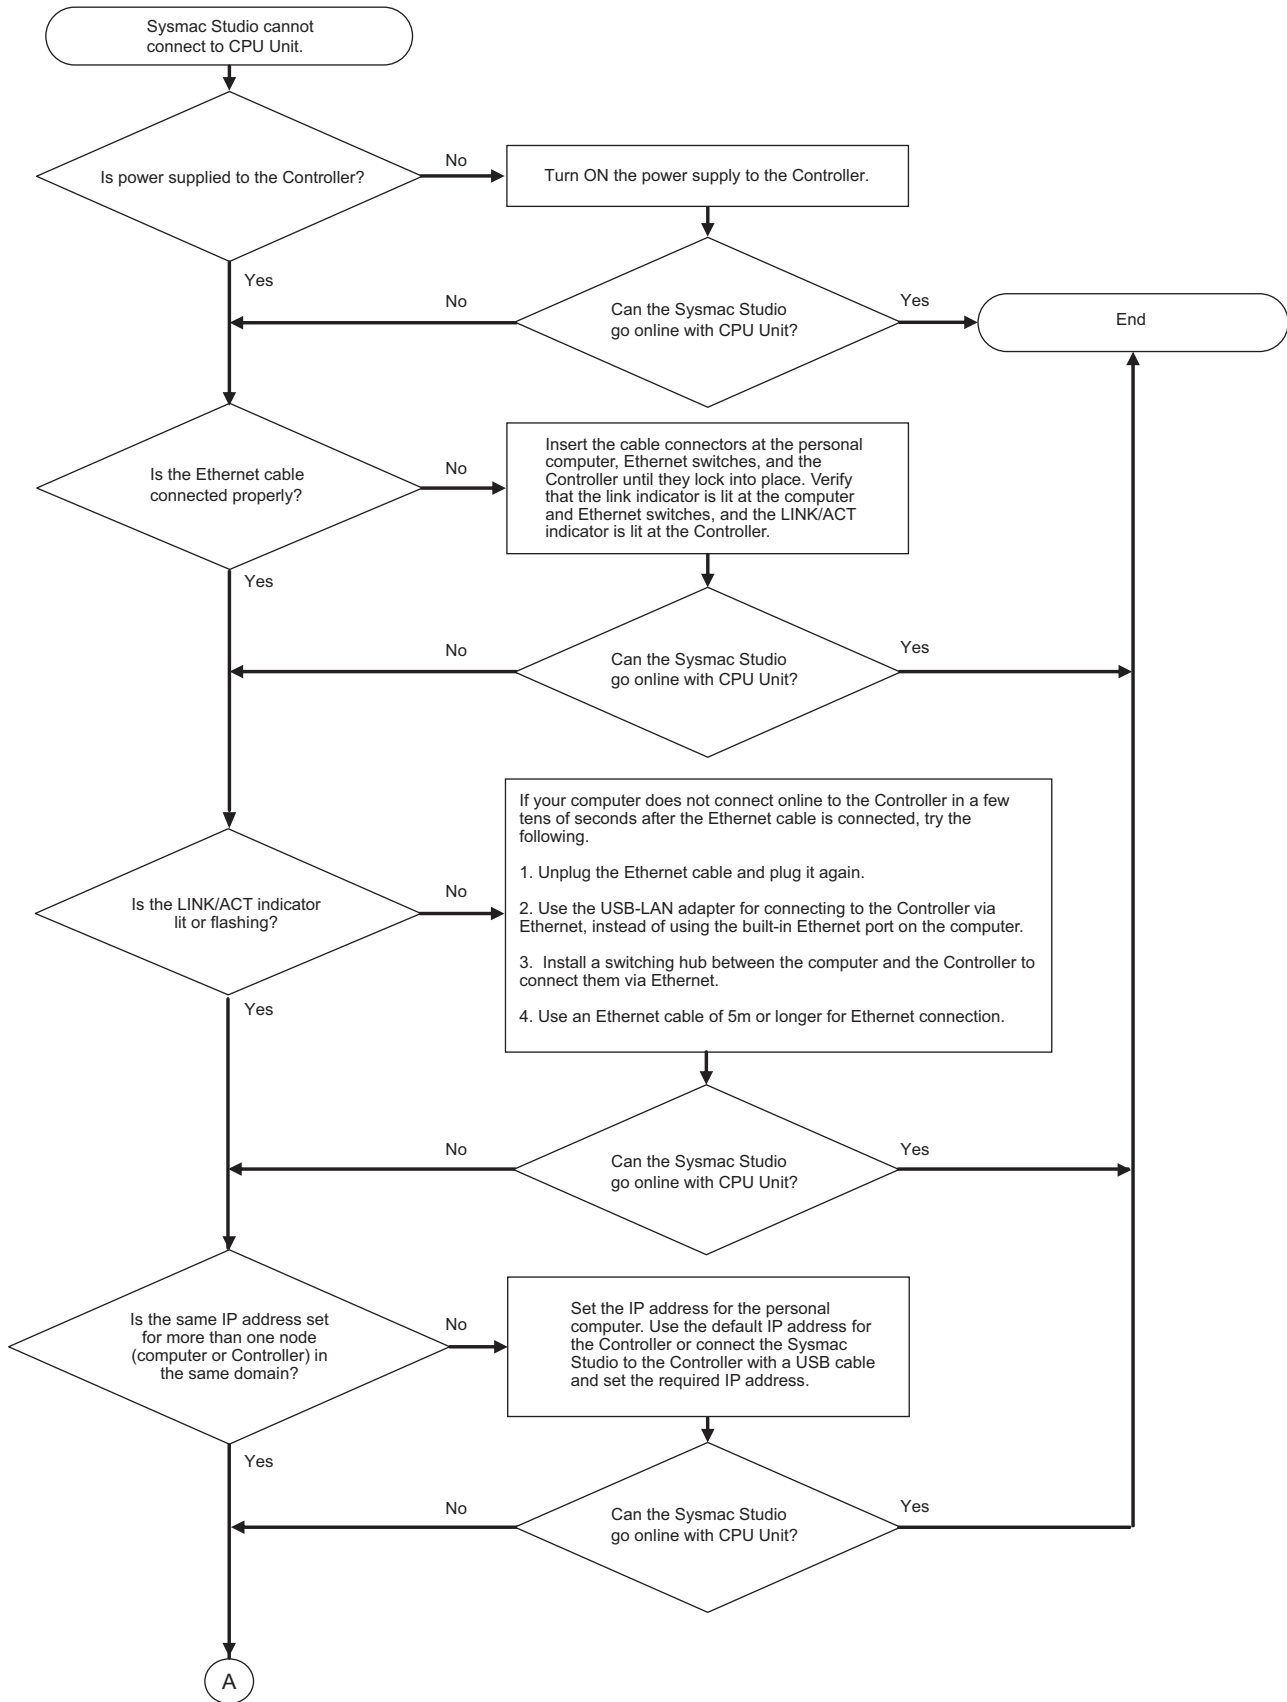 Sysmac Studio cannot
connect to CPU Unit.
Is power supplied to the Controller?
No
Turn ON the power supply to the Controller.
Yes
No
Can the Sysmac Studio
go online with CPU Unit?
Yes
End
Is the Ethernet cable
connected properly?
No
Insert the cable connectors at the personal
computer, Ethernet switches, and the
Controller until they lock into place. Verify
that the link indicator is lit at the computer
and Ethernet switches, and the LINK/ACT
indicator is lit at the Controller.
Yes
No
Can the Sysmac Studio
go online with CPU Unit?
Yes
Is the LINK/ACT indicator
lit or flashing?
No
If your computer does not connect online to the Controller in a few
tens of seconds after the Ethernet cable is connected, try the
following.
1. Unplug the Ethernet cable and plug it again.
2. Use the USB-LAN adapter for connecting to the Controller via
Ethernet, instead of using the built-in Ethernet port on the computer.
3. Install a switching hub between the computer and the Controller to
connect them via Ethernet.
4. Use an Ethernet cable of 5m or longer for Ethernet connection.
Yes
No
Can the Sysmac Studio
go online with CPU Unit?
Yes
Is the same IP address set
for more than one node
(computer or Controller) in
the same domain?
No
Set the IP address for the personal
computer. Use the default IP address for
the Controller or connect the Sysmac
Studio to the Controller with a USB cable
and set the required IP address.
Yes
No
Can the Sysmac Studio
go online with CPU Unit?
Yes
A